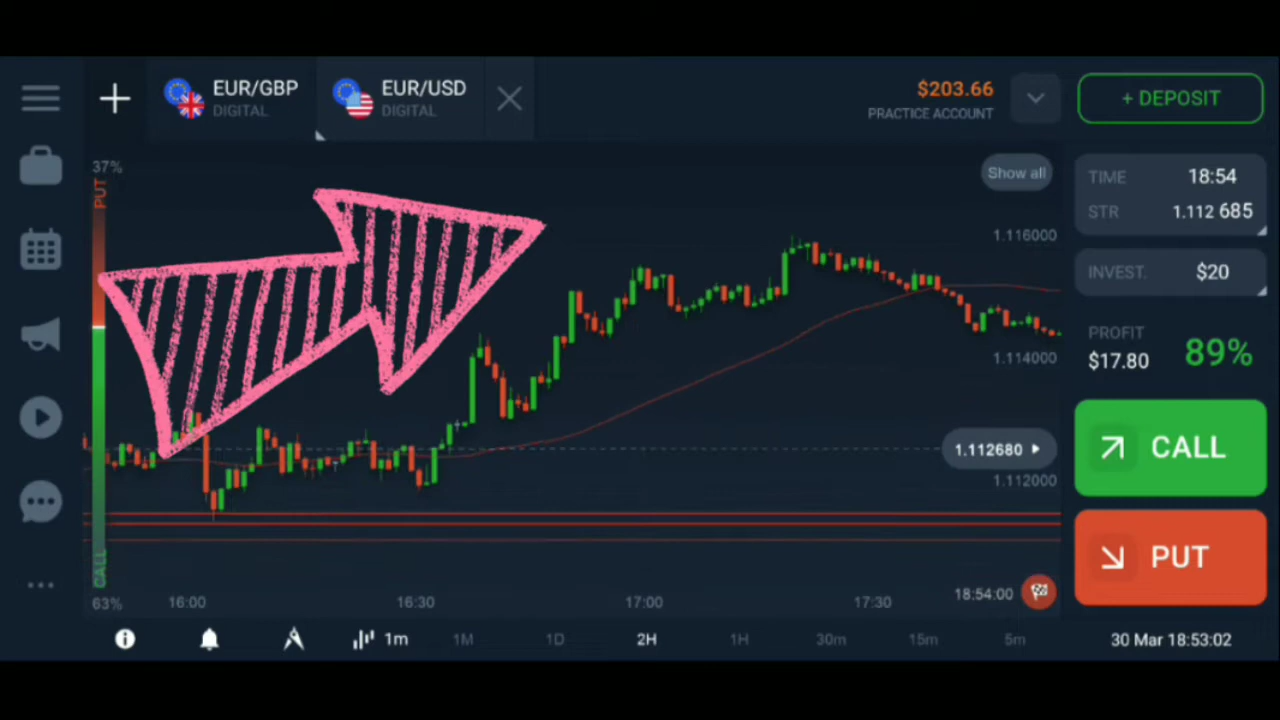 EUR/GBP
DIGITAL
EUR/USD
DIGITAL
$203.66
PRACTICE ACCOUNT
+ DEPOSIT
37%
PUT
Show all
TIME 18:54
STR 1.112 685
1.116000
INVEST. $20
PROFIT
$17.80
89%
1.114000
1.112680
1.112000
CALL
PUT
CALL
63%
16:00
16:30
17:00
17:30
18:54:00
1m
1M
1D
2H
1H
30m
15m
5m
30 Mar 18:53:02